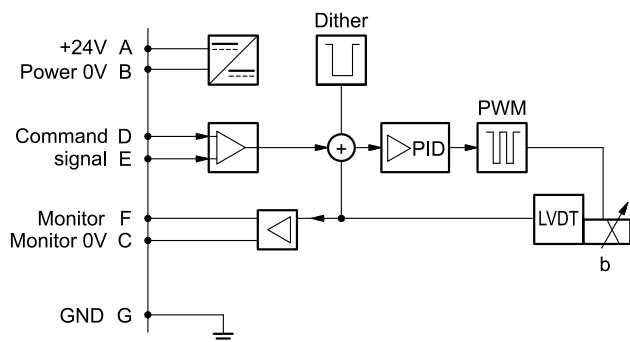 Dither
+24V A
Power 0V B
PWM
Command D
signal E
+
PID
Monitor F
Monitor 0V C
LVDT
b
GND G